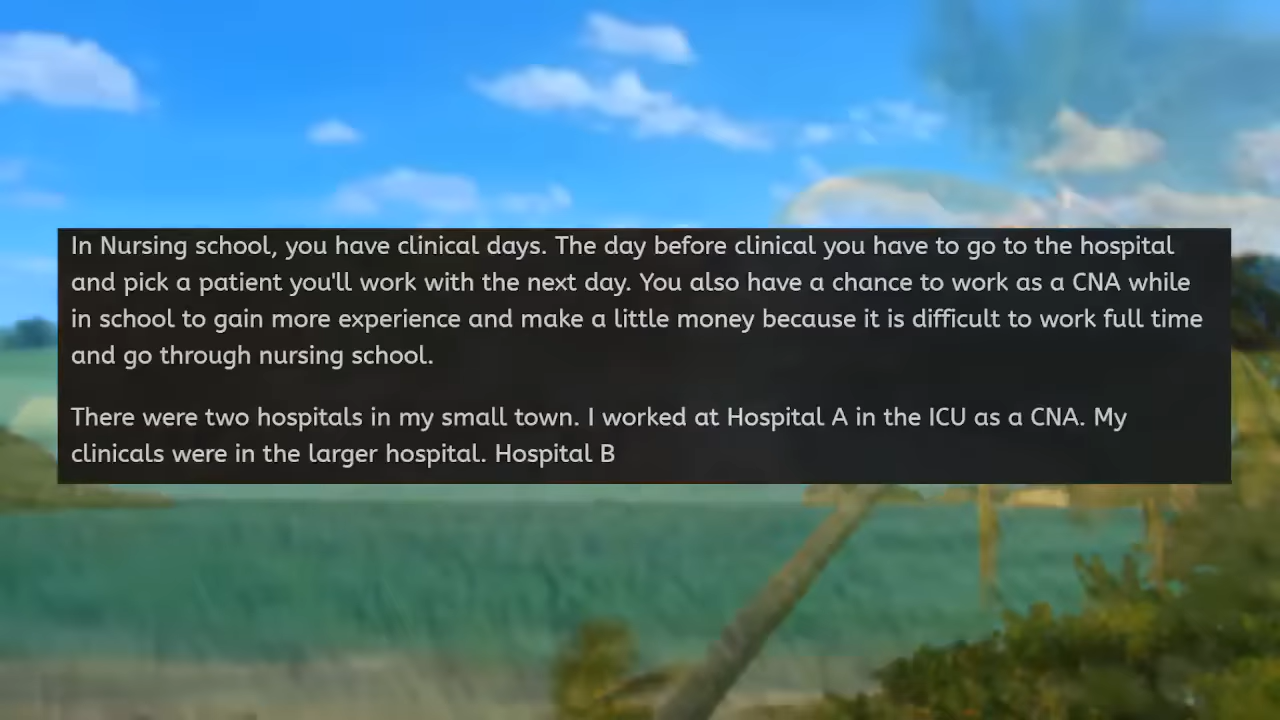 In Nursing school, you have clinical days. The day before clinical you have to go to the hospital
and pick a patient you'll work with the next day. You also have a chance to work as a CNA while
in school to gain more experience and make a little money because it is difficult to work full time
and go through nursing school.
There were two hospitals in my small town. I worked at Hospital A in the ICU as a CNA. My
clinicals were in the larger hospital. Hospital B